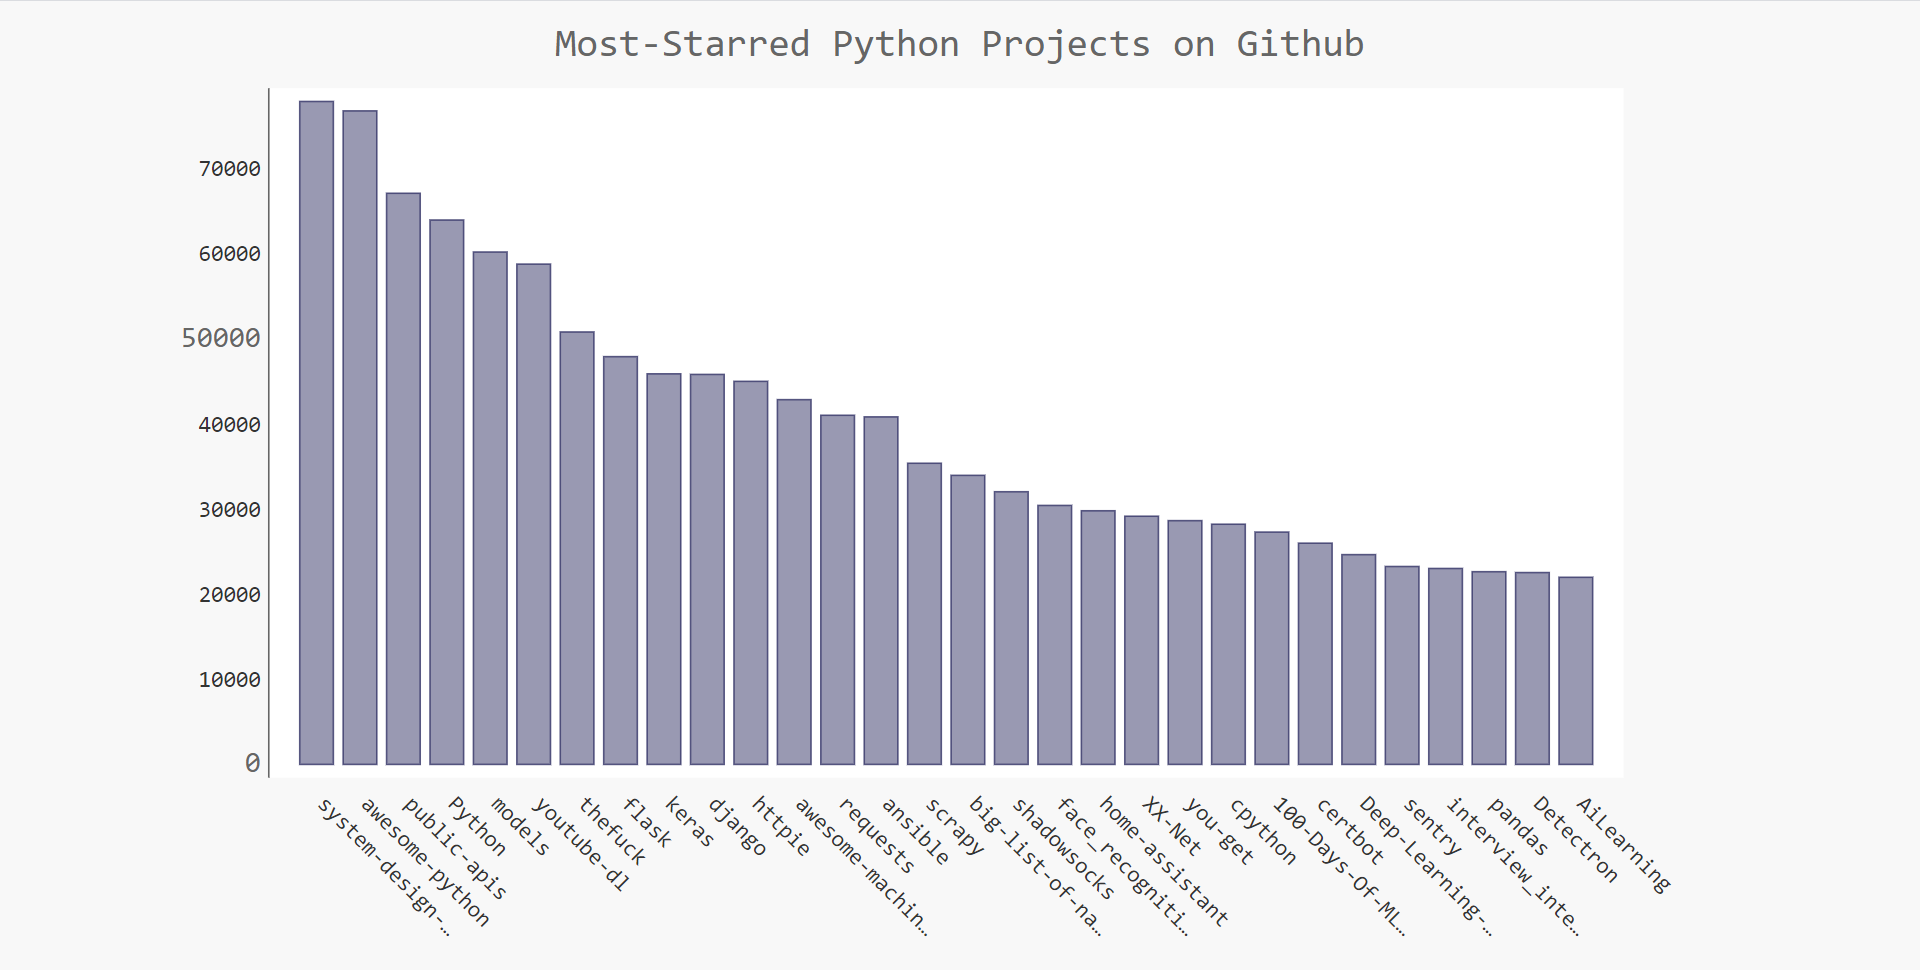 Most-Starred Python Projects on Github
70000
60000
50000
40000
30000
20000
10000
0
system-design-…
awesome-python
public-apis
Python
models
youtube-dl
thefuck
flask
keras
django
httpie
awesome-machin…
requests
ansible
scrapy
big-list-of-na…
shadowsocks
face_recogniti…
home-assistant
XX-Net
you-get
cpython
100-Days-Of-ML…
certbot
Deep-Learning-…
sentry
interview_inte…
pandas
Detectron
AiLearning